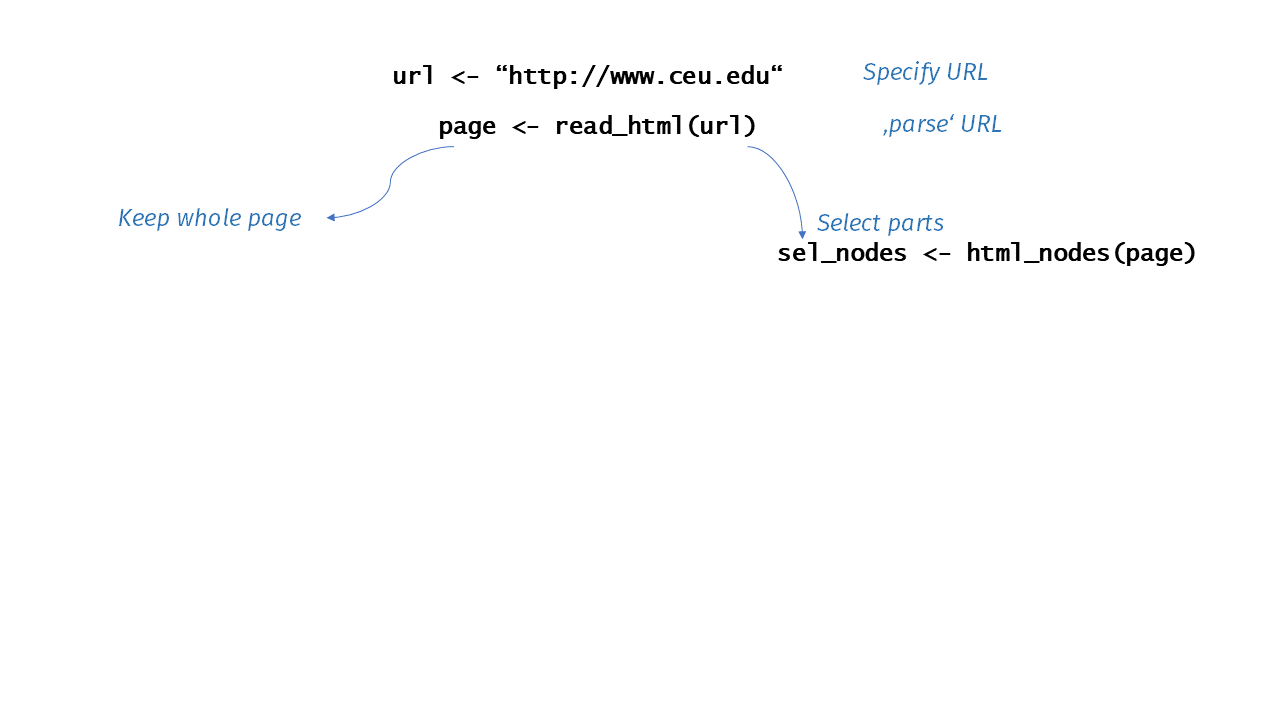 url <- “http://www.ceu.edu“ Specify URL
page <- read_html(url) ‚parse‘ URL
Keep whole page
Select parts
sel_nodes <- html_nodes(page)